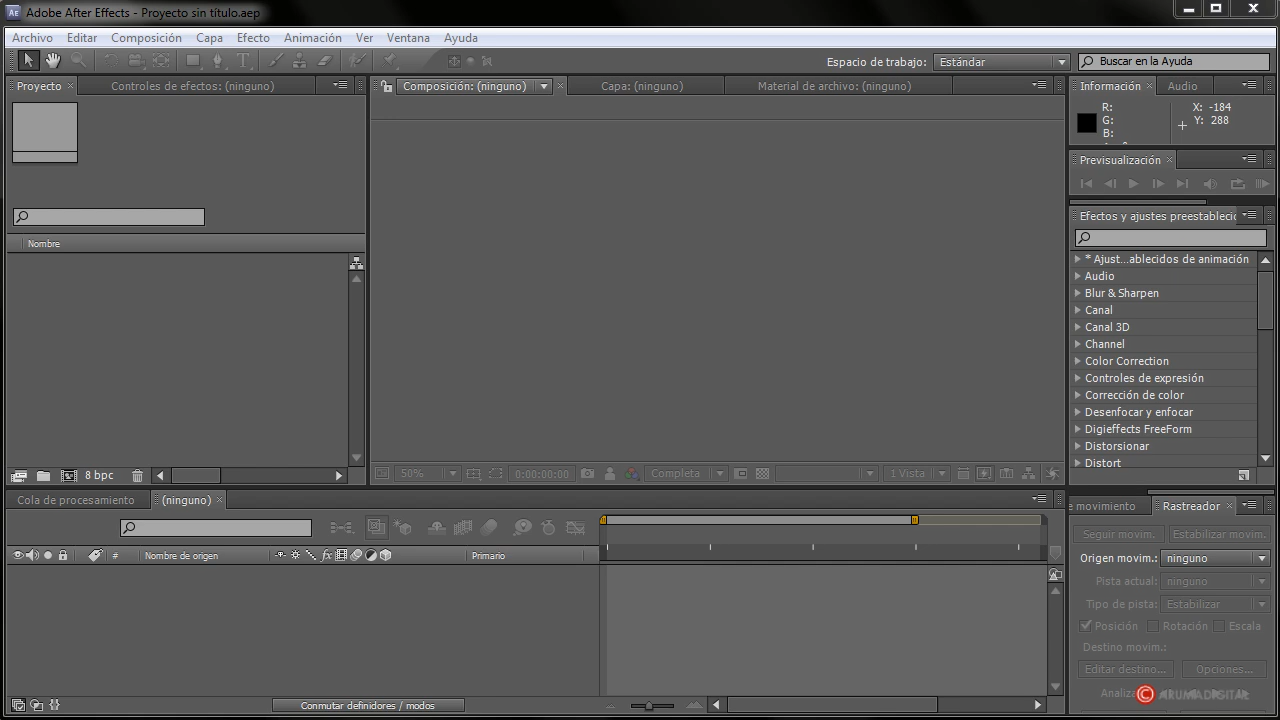 Ae Adobe After Effects - Proyecto sin título.aep
Archivo Editar Composición Capa Efecto Animación Ver Ventana Ayuda
Espacio de trabajo: Estándar Buscar en la Ayuda
Proyecto Controles de efectos: (ninguno)
Composición: (ninguno) Capa: (ninguno) Material de archivo: (ninguno)
Información Audio
R: X: -184
G: Y: 288
B:
Previsualización
Efectos y ajustes preestableci
Nombre
* Ajust...ablecidos de animación
Audio
Blur & Sharpen
Canal
Canal 3D
Channel
Color Correction
Controles de expresión
Corrección de color
Desenfocar y enfocar
Digieffects FreeForm
Distorsionar
Distort
8 bpc
50% 0:00:00:00 Completa 1 Vista
Cola de procesamiento (ninguno)
# Nombre de origen fx Primario
Conmutar definidores / modos
e movimiento Rastreador
Seguir movim. Estabilizar movim.
Origen movim.: ninguno
Pista actual: ninguno
Tipo de pista: Estabilizar
Posición Rotación Escala
Destino movim.:
Editar destino... Opciones...
Analiza
© ARUMADIGITAL